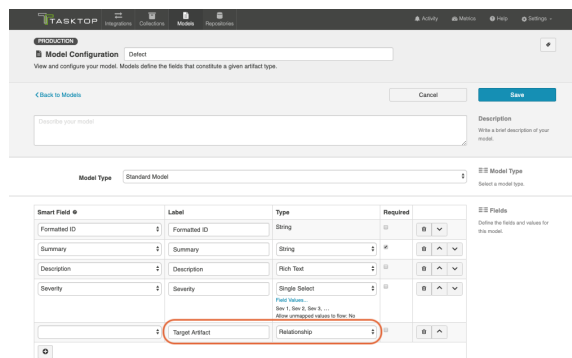 TASKTOP Integrations Collections Models Repositories Activity Metrics Help Settings
PRODUCTION
Model Configuration Defect
View and configure your model. Models define the fields that constitute a given artifact type.
Back to Models Cancel Save
Describe your model
Description
Write a brief description of your
model.
Model Type Standard Model
Model Type
Select a model type.
Smart Field Label Type Required
Fields
Define the fields and values for
this model.
Formatted ID Formatted ID String
Summary Summary String
Description Description Rich Text
Severity Severity Single Select
Field Values...
Sev 1, Sev 2, Sev 3, ...
Allow unmapped values to flow: No
Target Artifact Relationship